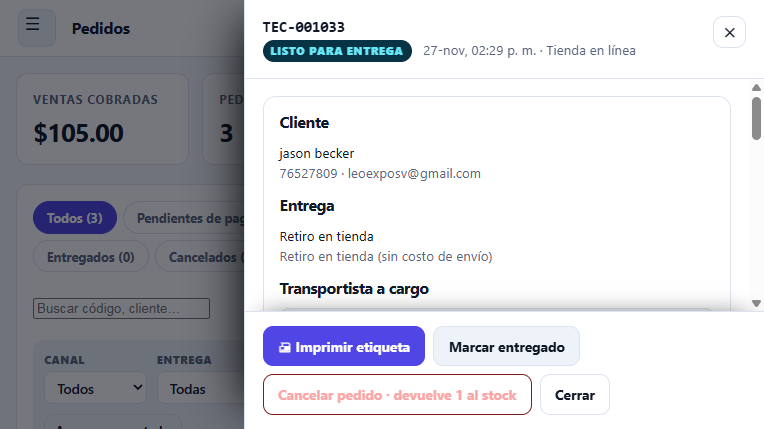 ☰ Pedidos
VENTAS COBRADAS
$105.00
PED
3
Todos (3)
Pendientes de pag
Entregados (0)
Cancelados (
Buscar código, cliente...
CANAL
ENTREGA
Todos
Todas
TEC-001033
LISTO PARA ENTREGA
27-nov, 02:29 p. m. · Tienda en línea
Cliente
jason becker
76527809 · leoexposv@gmail.com
Entrega
Retiro en tienda
Retiro en tienda (sin costo de envío)
Transportista a cargo
Imprimir etiqueta
Marcar entregado
Cancelar pedido · devuelve 1 al stock
Cerrar